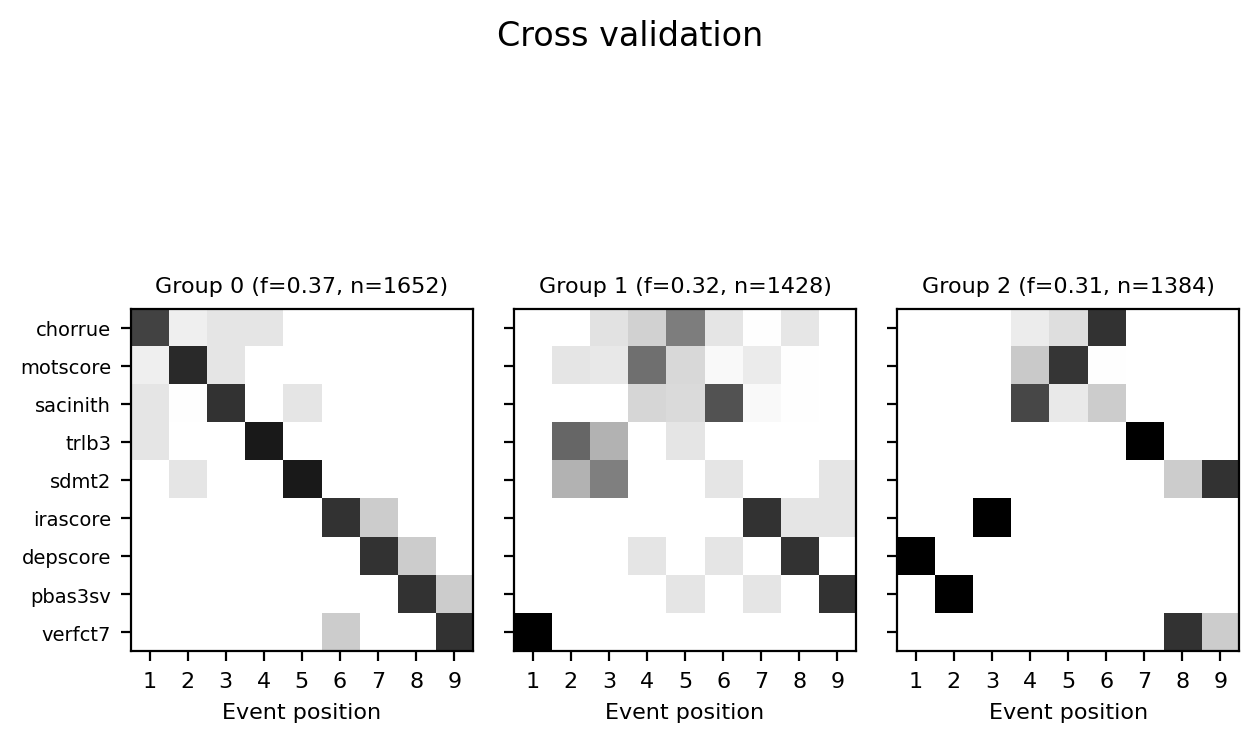 Cross validation
Group 0 (f=0.37, n=1652)
Group 1 (f=0.32, n=1428)
Group 2 (f=0.31, n=1384)
chorrue
motscore
sacinith
trlb3
sdmt2
irascore
depscore
pbas3sv
verfct7
1 2 3 4 5 6 7 8 9
1 2 3 4 5 6 7 8 9
1 2 3 4 5 6 7 8 9
Event position
Event position
Event position